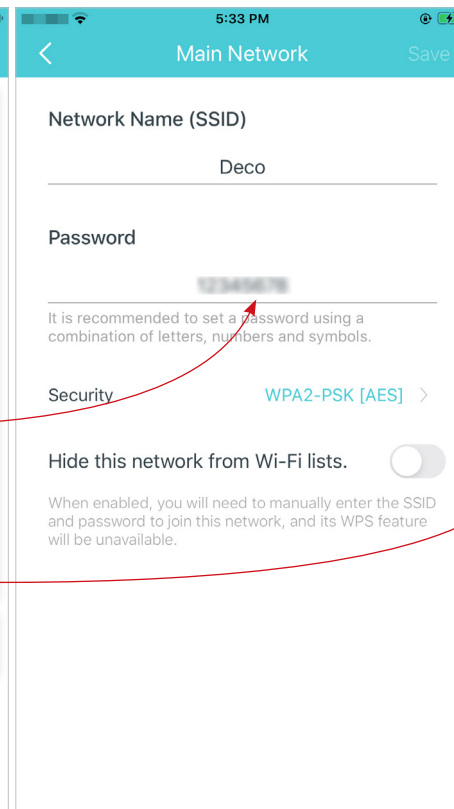 5:33 PM
Main Network
Save
Network Name (SSID)
Deco
Password
12345678
It is recommended to set a password using a
combination of letters, numbers and symbols.
Security
WPA2-PSK [AES]
Hide this network from Wi-Fi lists.
When enabled, you will need to manually enter the SSID
and password to join this network, and its WPS feature
will be unavailable.